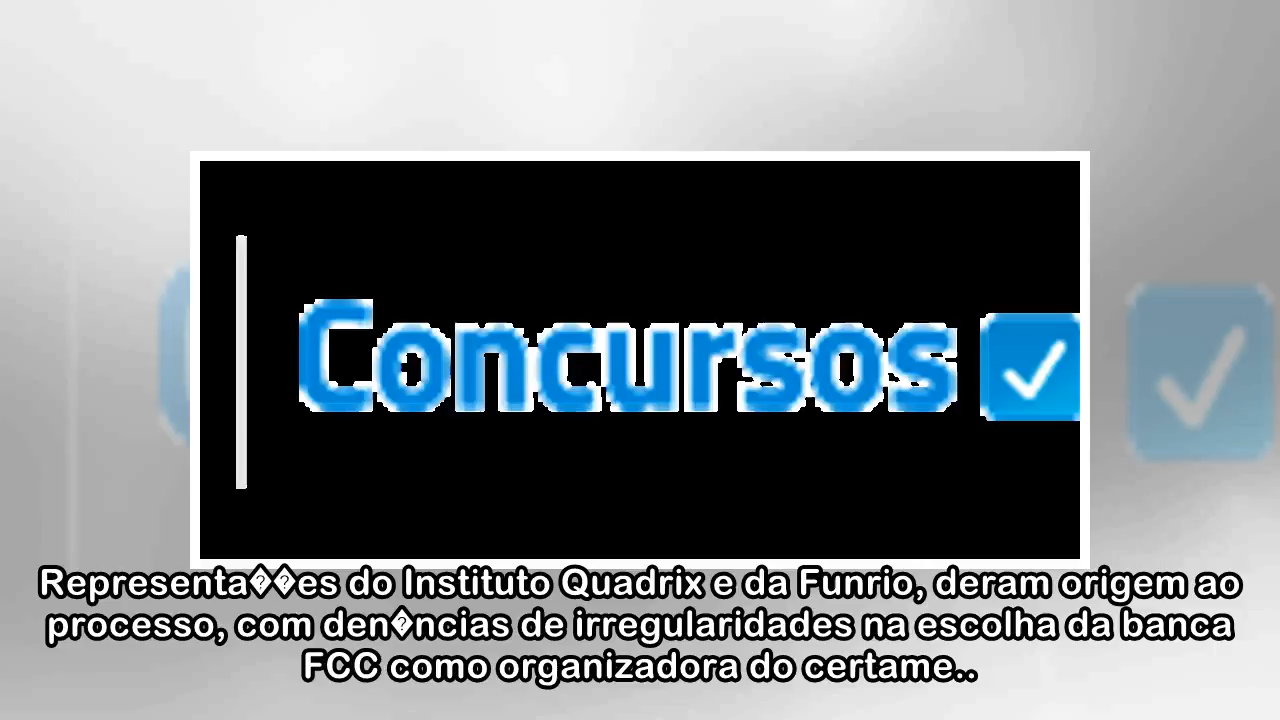 Concursos
Representa��es do Instituto Quadrix e da Funrio, deram origem ao
processo, com den�ncias de irregularidades na escolha da banca
FCC como organizadora do certame..